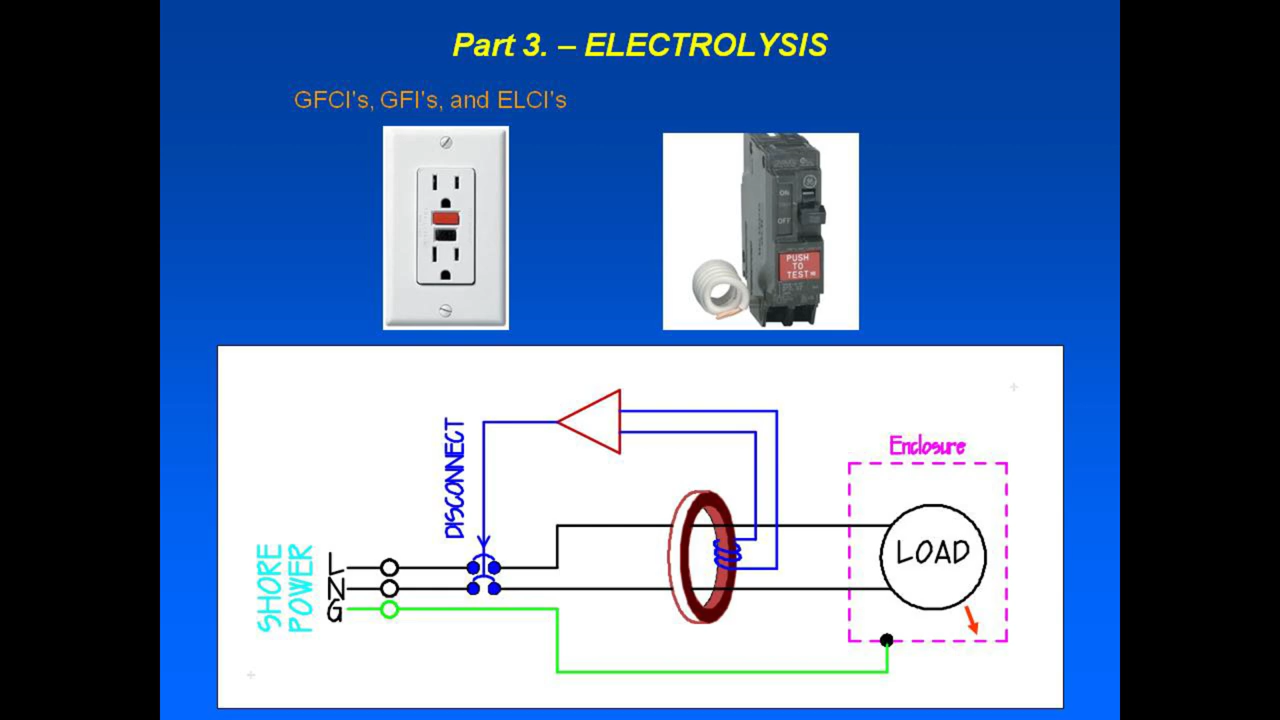 Part 3. – ELECTROLYSIS
GFCI's, GFI's, and ELCI's
ON
OFF
PUSH
TO
TEST
DISCONNECT
Enclosure
LOAD
SHORE
POWER
L
N
G